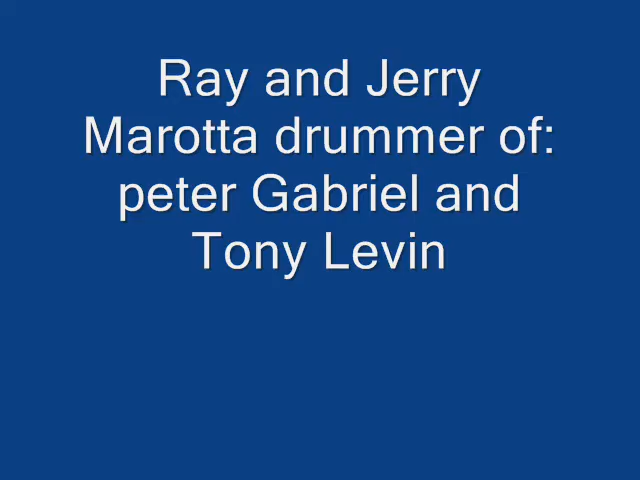 Ray and Jerry
Marotta drummer of:
peter Gabriel and
Tony Levin